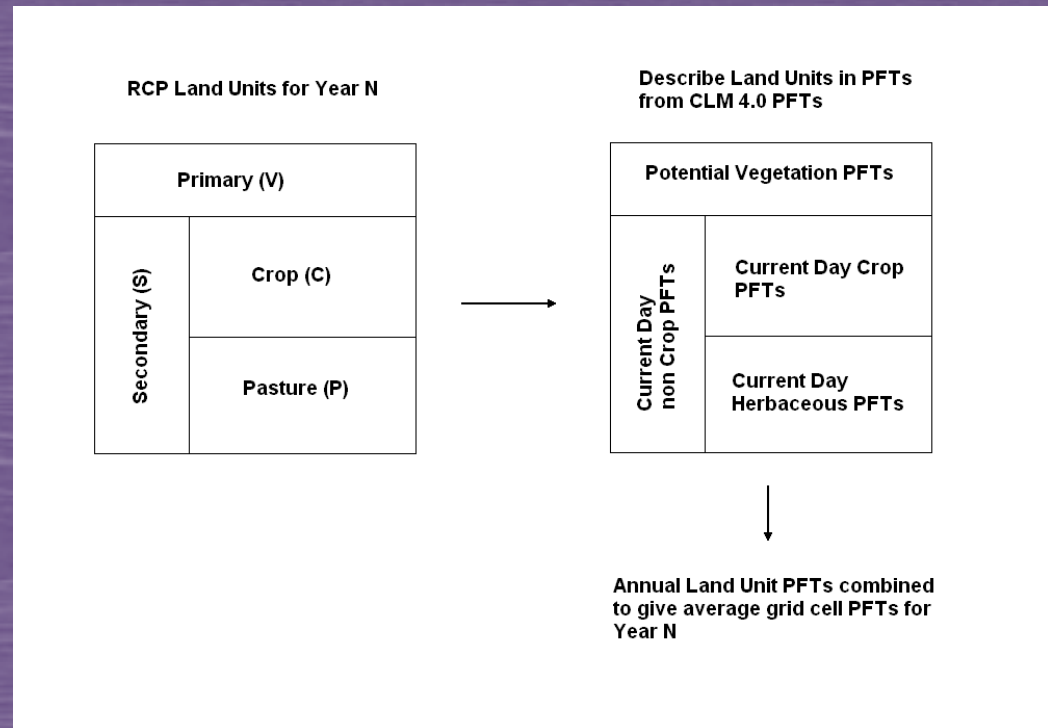 RCP Land Units for Year N
Primary (V)
Secondary (S)
Crop (C)
Pasture (P)
Describe Land Units in PFTs
from CLM 4.0 PFTs
Potential Vegetation PFTs
Current Day
non Crop PFTs
Current Day Crop
PFTs
Current Day
Herbaceous PFTs
Annual Land Unit PFTs combined
to give average grid cell PFTs for
Year N